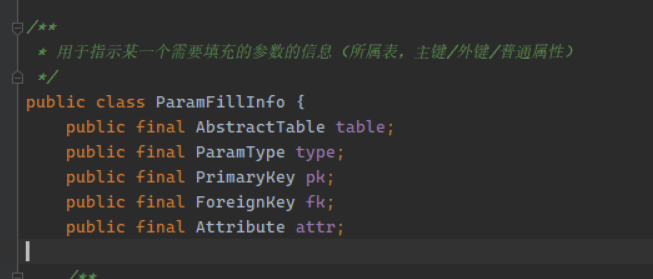 /**
* 用于指示某一个需要填充的参数的信息（所属表，主键/外键/普通属性）
*/
public class ParamFillInfo {
public final AbstractTable table;
public final ParamType type;
public final PrimaryKey pk;
public final ForeignKey fk;
public final Attribute attr;
/**